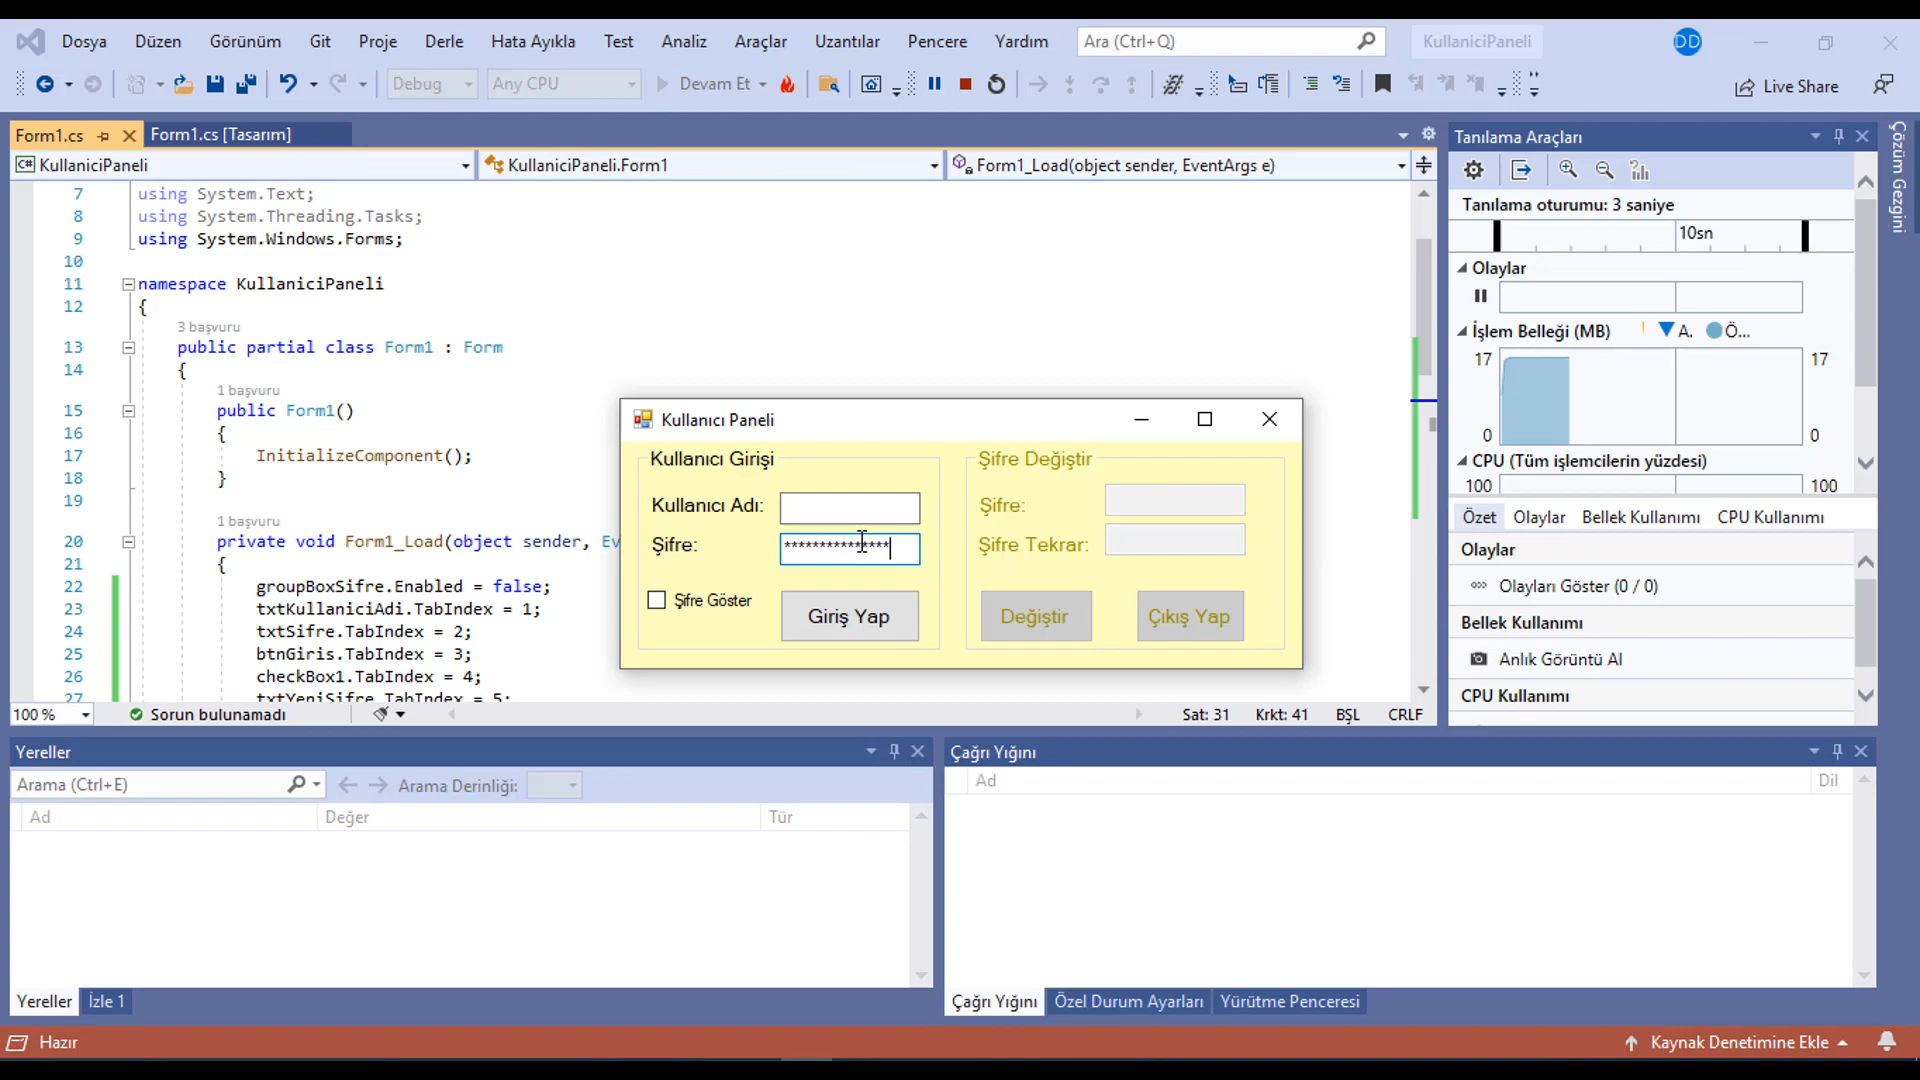 Dosya Düzen Görünüm Git Proje Derle Hata Ayıkla Test Analiz Araçlar Uzantılar Pencere Yardım Ara (Ctrl+Q) KullaniciPaneli DD
Debug Any CPU Devam Et Live Share
Form1.cs Form1.cs [Tasarım]
C# KullaniciPaneli KullaniciPaneli.Form1 Form1_Load(object sender, EventArgs e)
7 using System.Text;
8 using System.Threading.Tasks;
9 using System.Windows.Forms;
10
11 namespace KullaniciPaneli
12 {
3 başvuru
13 public partial class Form1 : Form
14 {
1 başvuru
15 public Form1()
16 {
17 InitializeComponent();
18 }
19
1 başvuru
20 private void Form1_Load(object sender, Ev
21 {
22 groupBoxSifre.Enabled = false;
23 txtKullaniciAdi.TabIndex = 1;
24 txtSifre.TabIndex = 2;
25 btnGiris.TabIndex = 3;
26 checkBox1.TabIndex = 4;
27 txtYeniSifre.TabIndex = 5;
100 % Sorun bulunamadı Sat: 31 Krkt: 41 BŞL CRLF
Kullanıcı Paneli
Kullanıcı Girişi
Kullanıcı Adı:
Şifre: ***************
Şifre Göster
Giriş Yap
Şifre Değiştir
Şifre:
Şifre Tekrar:
Değiştir Çıkış Yap
Tanılama Araçları
Tanılama oturumu: 3 saniye
10sn
Olaylar
İşlem Belleği (MB) A. Ö...
17 17
0 0
CPU (Tüm işlemcilerin yüzdesi)
100 100
Özet Olaylar Bellek Kullanımı CPU Kullanımı
Olaylar
Olayları Göster (0 / 0)
Bellek Kullanımı
Anlık Görüntü Al
CPU Kullanımı
Çözüm Gezgini
Yereller
Arama (Ctrl+E) Arama Derinliği:
Ad Değer Tür
Yereller İzle 1
Çağrı Yığını
Ad Dil
Çağrı Yığını Özel Durum Ayarları Yürütme Penceresi
Hazır Kaynak Denetimine Ekle